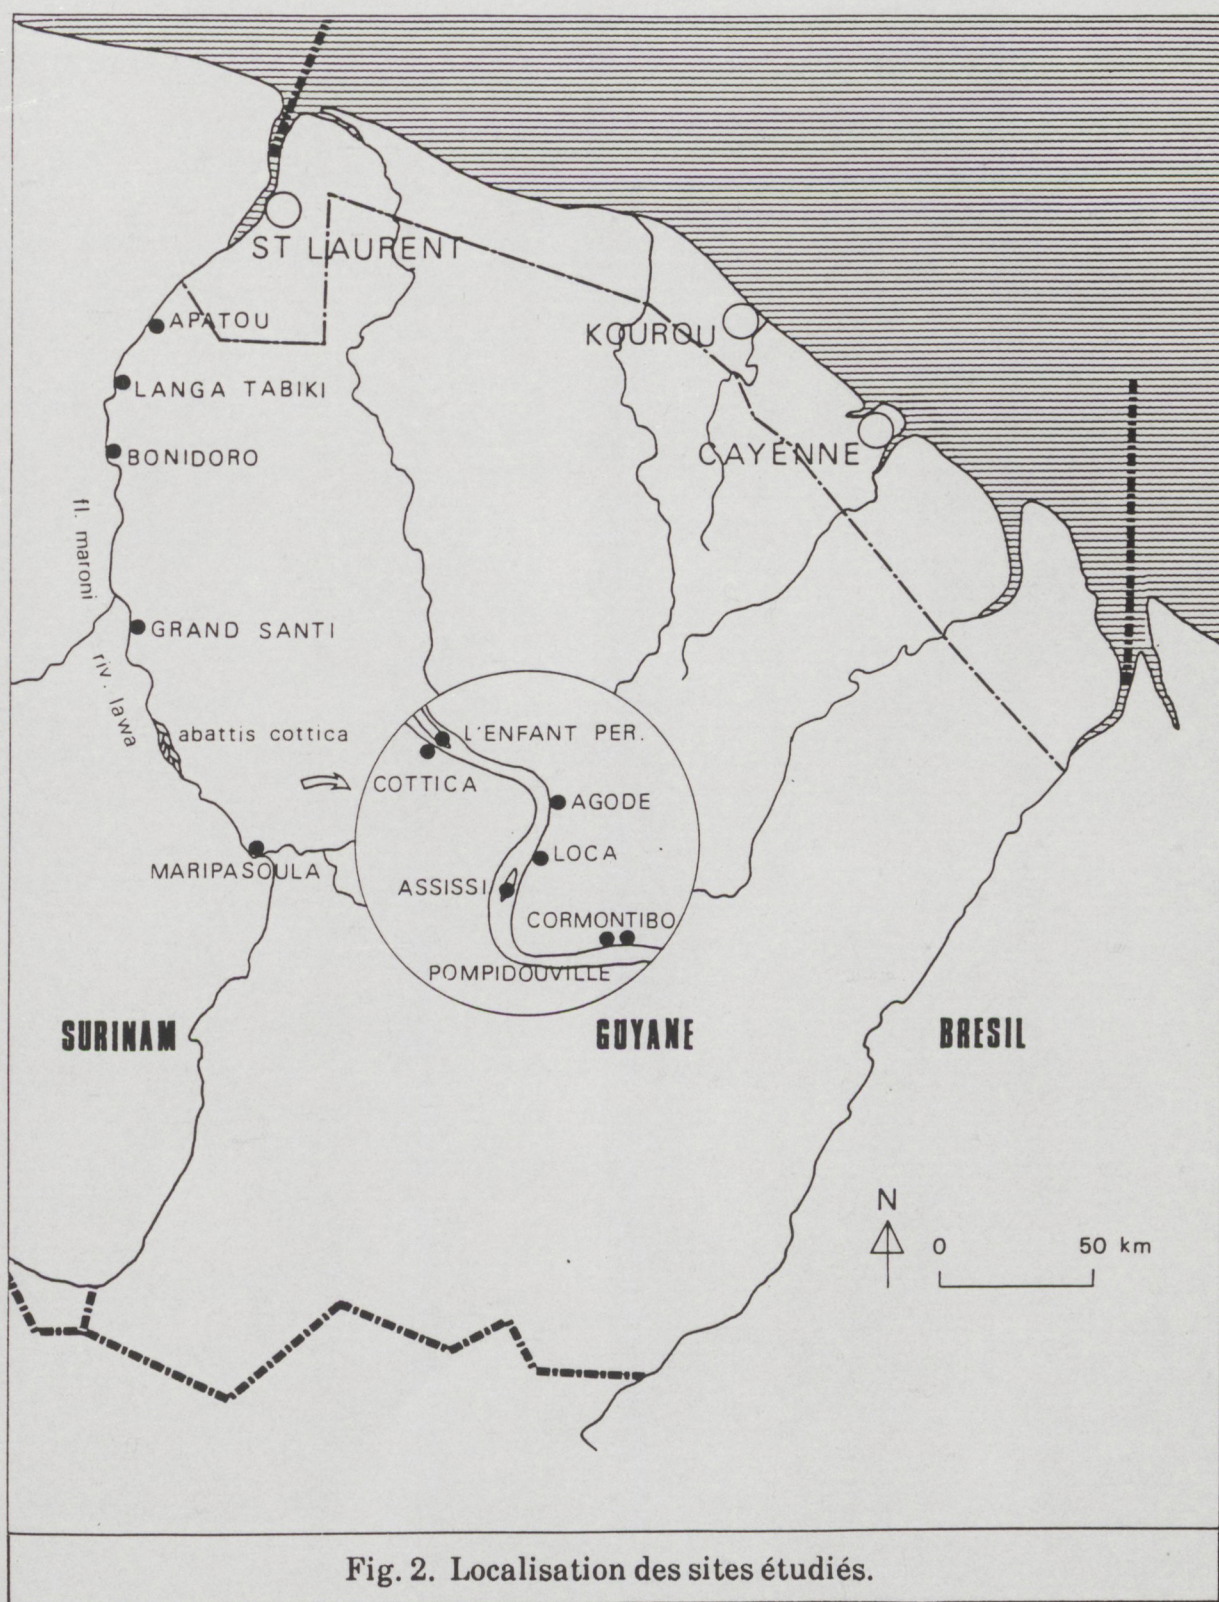 ST LAURENT
APATOU
KOUROU
LANGA TABIKI
CAYENNE
BONIDORO
fl. maroni
GRAND SANTI
riv. lawa
abattis cottica
L'ENFANT PER.
COTTICA
AGODE
LOCA
MARIPASOULA
ASSISSI
CORMONTIBO
POMPIDOUVILLE
SURINAM
GUYANE
BRESIL
N
0 50 km
Fig. 2. Localisation des sites étudiés.